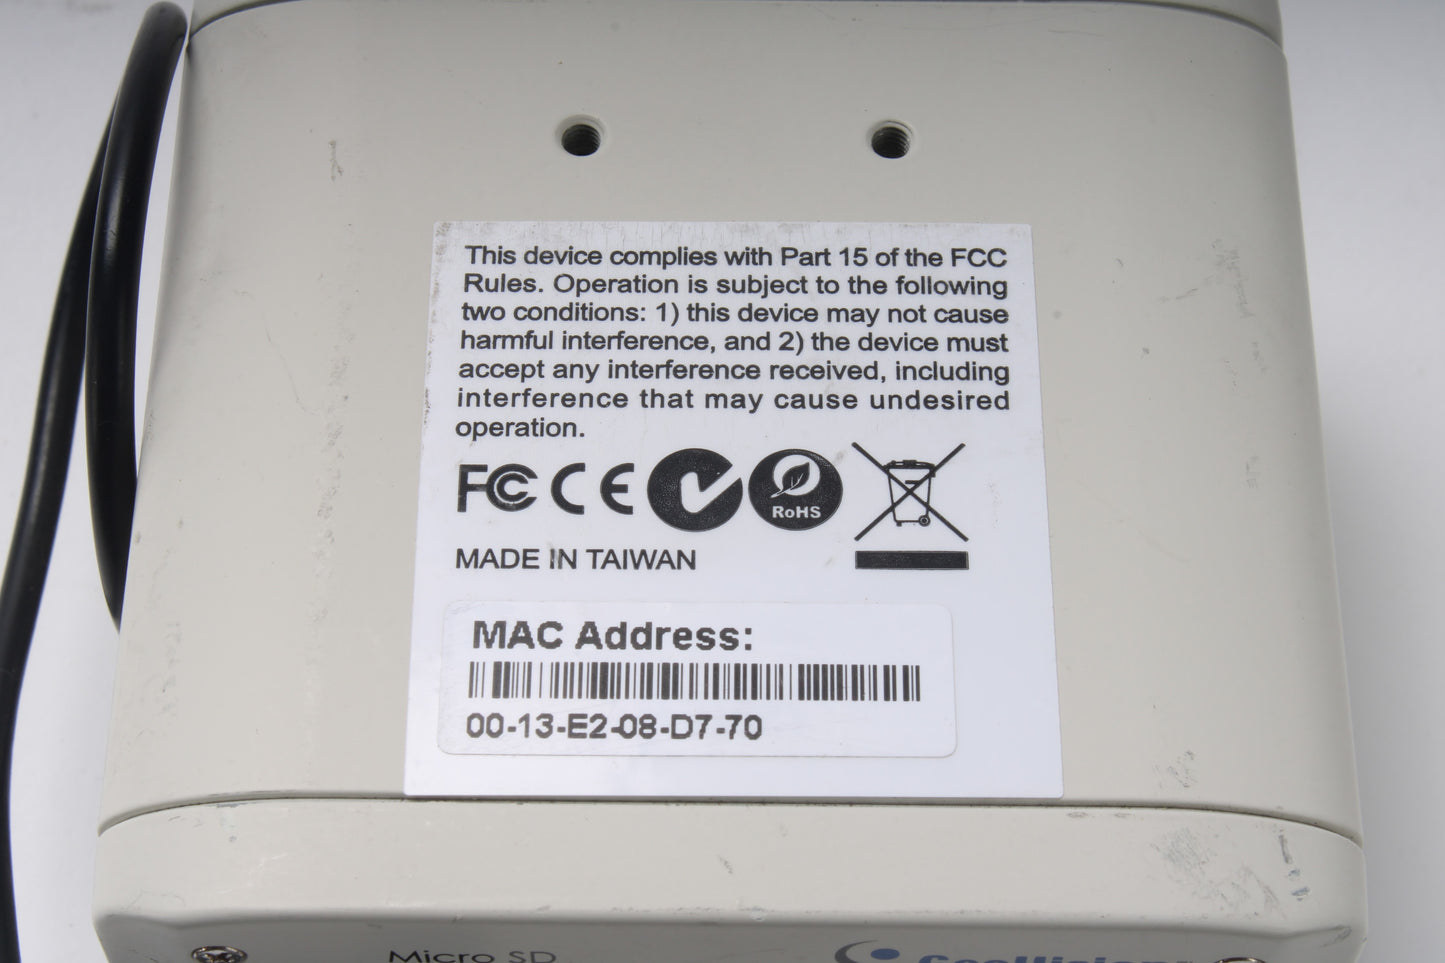 This device complies with Part 15 of the FCC
Rules. Operation is subject to the following
two conditions: 1) this device may not cause
harmful interference, and 2) the device must
accept any interference received, including
interference that may cause undesired
operation.
FC CE RoHS
MADE IN TAIWAN
MAC Address:
00-13-E2-08-D7-70
Micro SD
GeoVision